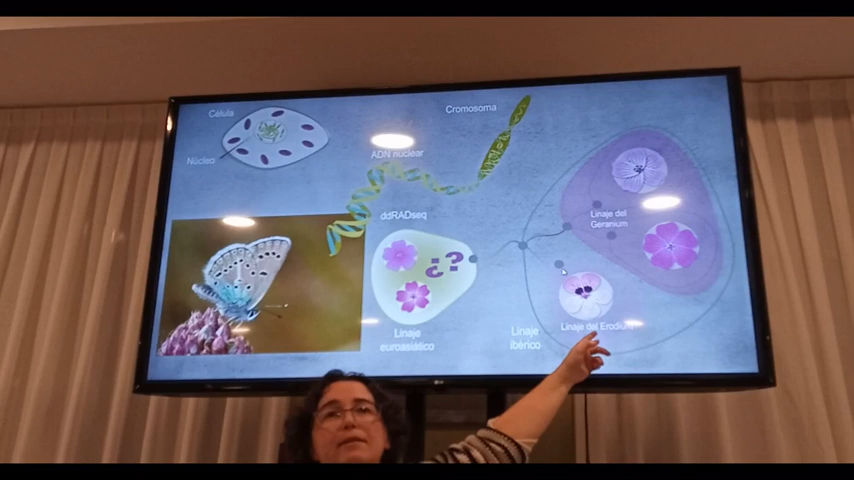 Célula
Núcleo
Cromosoma
ADN nuclear
ddRADseq
¿?
Linaje
euroasiático
Linaje
ibérico
Linaje del
Geranium
Linaje del Erodium
LG